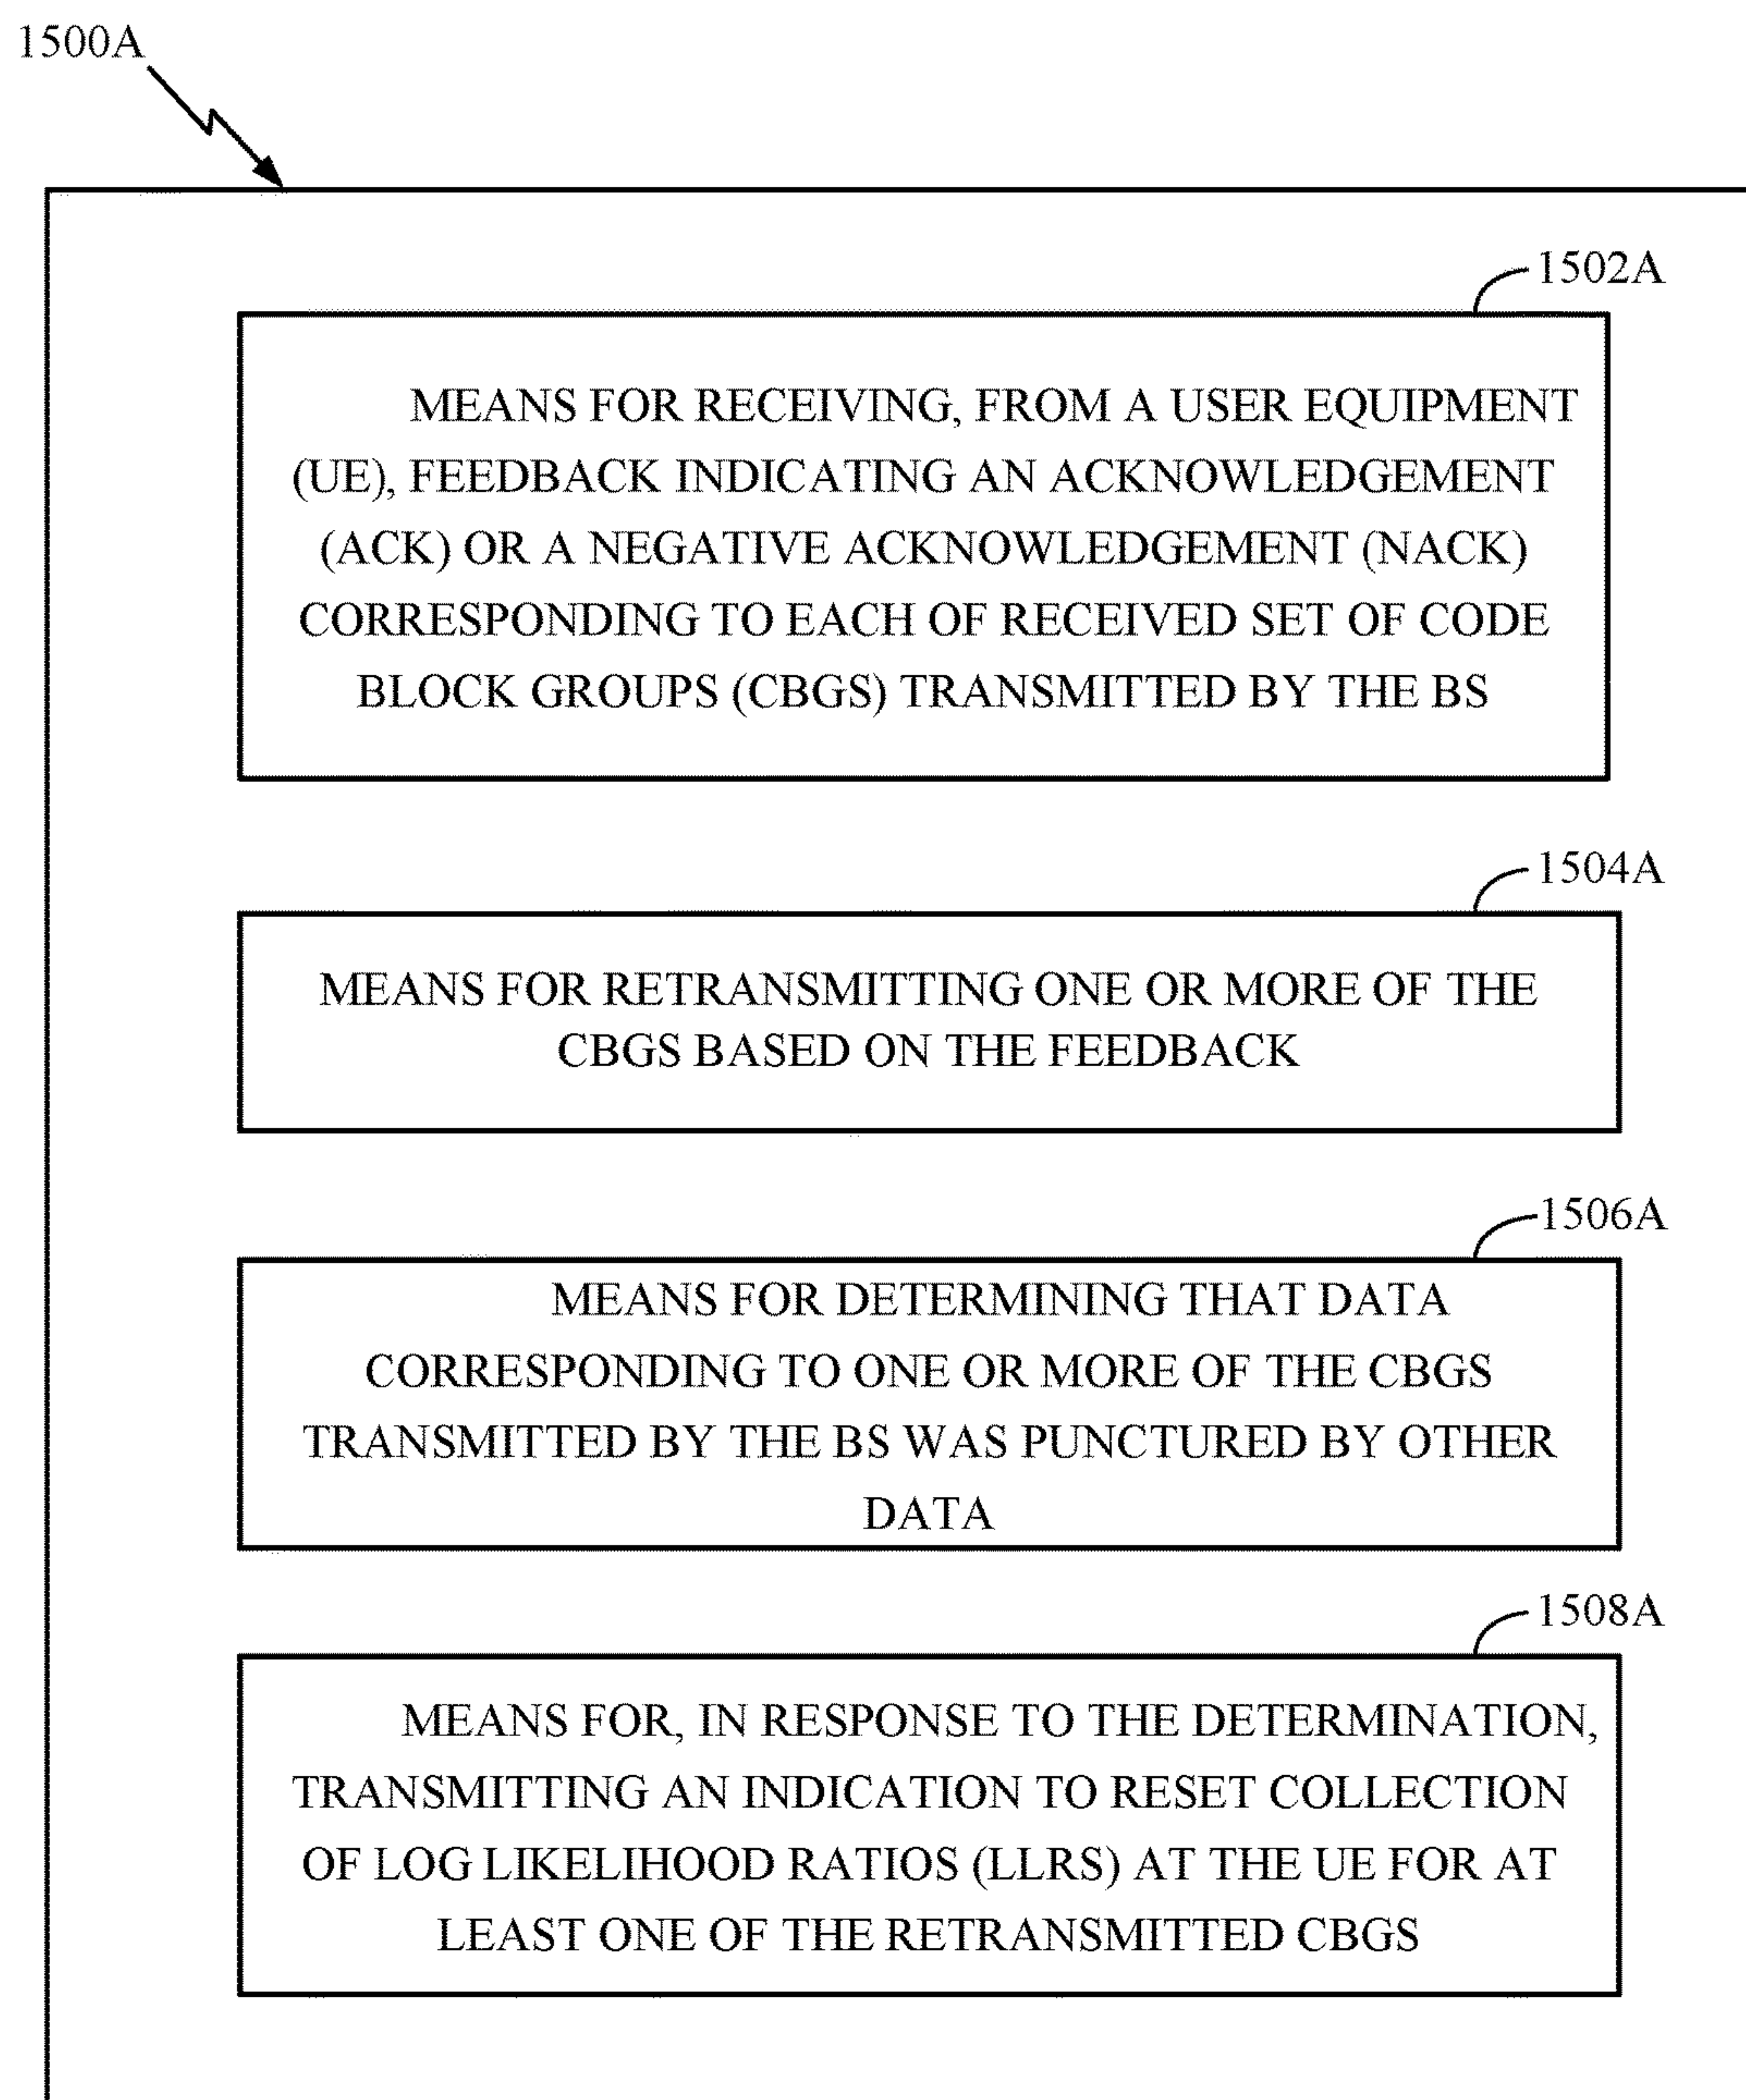 1500A
1502A
MEANS FOR RECEIVING, FROM A USER EQUIPMENT
(UE), FEEDBACK INDICATING AN ACKNOWLEDGEMENT
(ACK) OR A NEGATIVE ACKNOWLEDGEMENT (NACK)
CORRESPONDING TO EACH OF RECEIVED SET OF CODE
BLOCK GROUPS (CBGS) TRANSMITTED BY THE BS
1504A
MEANS FOR RETRANSMITTING ONE OR MORE OF THE
CBGS BASED ON THE FEEDBACK
1506A
MEANS FOR DETERMINING THAT DATA
CORRESPONDING TO ONE OR MORE OF THE CBGS
TRANSMITTED BY THE BS WAS PUNCTURED BY OTHER
DATA
1508A
MEANS FOR, IN RESPONSE TO THE DETERMINATION,
TRANSMITTING AN INDICATION TO RESET COLLECTION
OF LOG LIKELIHOOD RATIOS (LLRS) AT THE UE FOR AT
LEAST ONE OF THE RETRANSMITTED CBGS